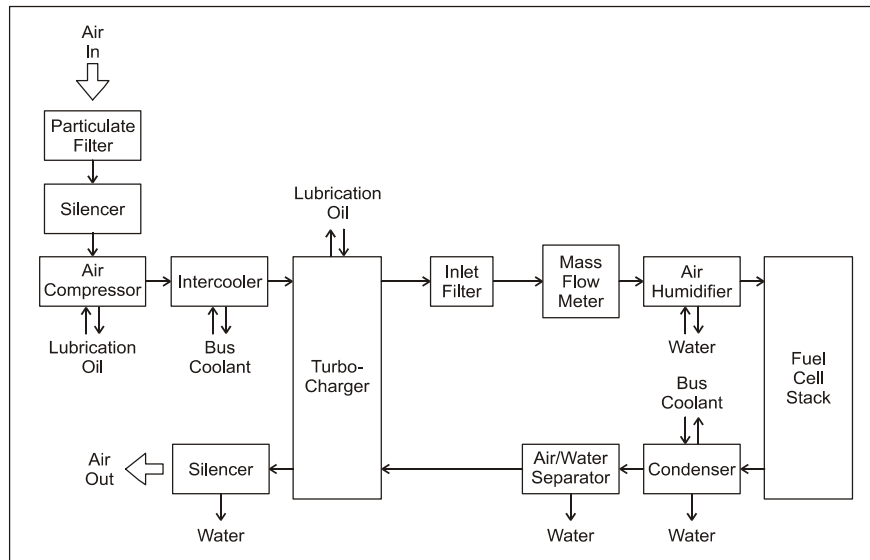 Air
In
Particulate
Filter
Silencer
Air
Compressor
Lubrication
Oil
Intercooler
Bus
Coolant
Lubrication
Oil
Turbo-
Charger
Inlet
Filter
Mass
Flow
Meter
Air
Humidifier
Water
Fuel
Cell
Stack
Bus
Coolant
Condenser
Water
Air/Water
Separator
Water
Silencer
Water
Air
Out